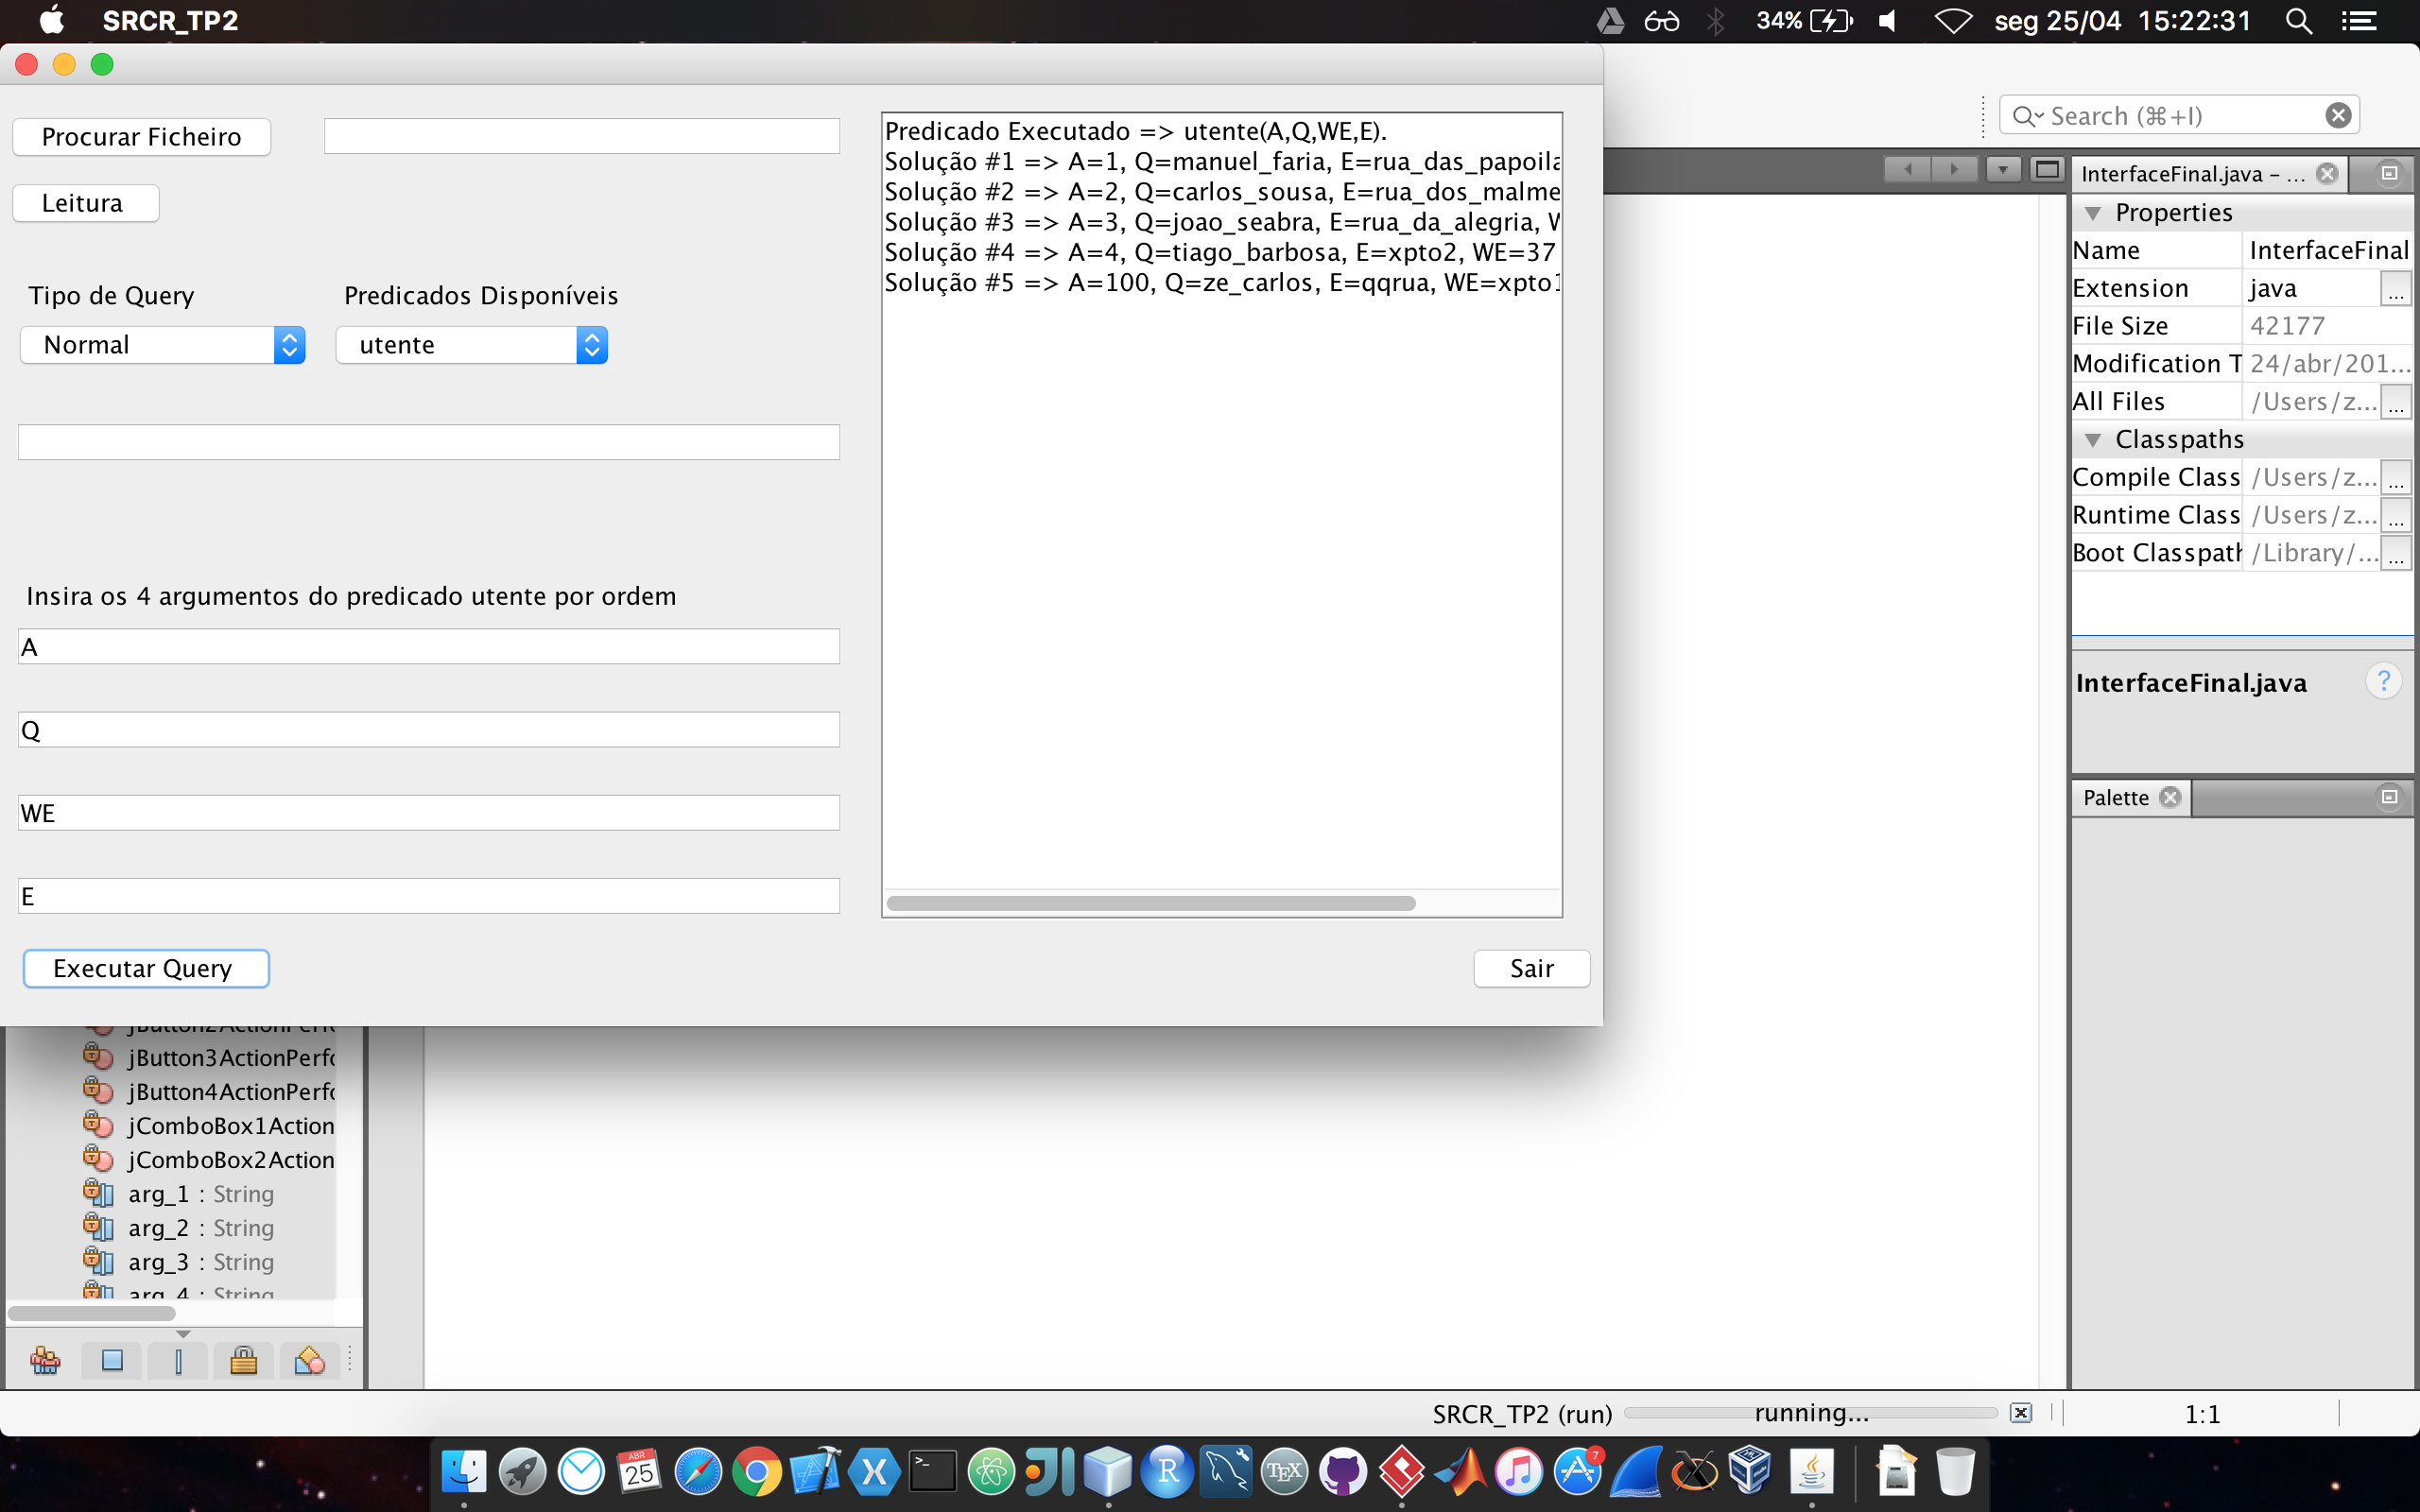 SRCR_TP2
34%
seg 25/04 15:22:31
Procurar Ficheiro
Leitura
Tipo de Query
Predicados Disponíveis
Normal
utente
Insira os 4 argumentos do predicado utente por ordem
A
Q
WE
E
Executar Query
Predicado Executado => utente(A,Q,WE,E).
Solução #1 => A=1, Q=manuel_faria, E=rua_das_papoila
Solução #2 => A=2, Q=carlos_sousa, E=rua_dos_malme
Solução #3 => A=3, Q=joao_seabra, E=rua_da_alegria, W
Solução #4 => A=4, Q=tiago_barbosa, E=xpto2, WE=37
Solução #5 => A=100, Q=ze_carlos, E=qqrua, WE=xpto1
Sair
Search (⌘+I)
InterfaceFinal.java – ...
Properties
Name InterfaceFinal
Extension java ...
File Size 42177
Modification T 24/abr/201...
All Files /Users/z... ...
Classpaths
Compile Class /Users/z... ...
Runtime Class /Users/z... ...
Boot Classpath /Library/... ...
InterfaceFinal.java
?
Palette
jButton2ActionPerfo
jButton3ActionPerfo
jButton4ActionPerfo
jComboBox1Action
jComboBox2Action
arg_1 : String
arg_2 : String
arg_3 : String
arg_4 : String
SRCR_TP2 (run)
running...
1:1
ABR
25
X
>_
R
TEX
7